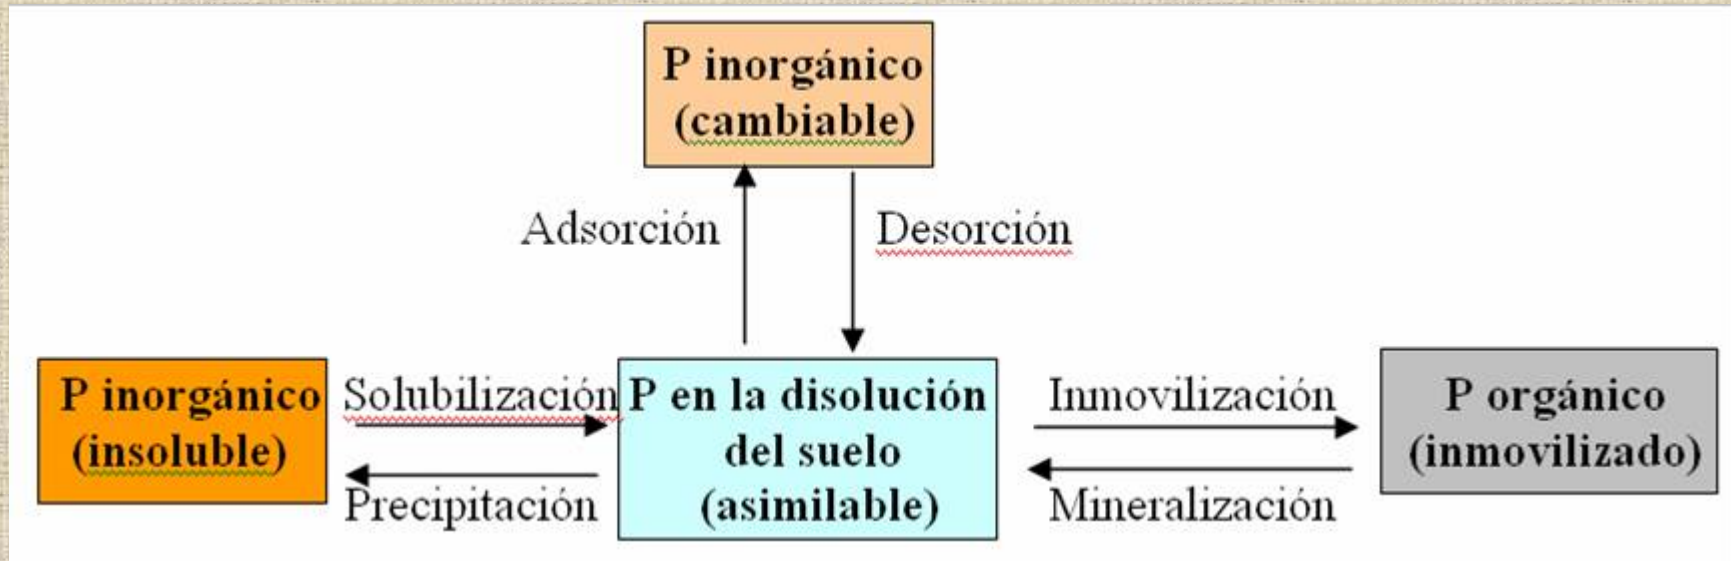 P inorgánico
(cambiable)
Adsorción
Desorción
P inorgánico
(insoluble)
Solubilización
Precipitación
P en la disolución
del suelo
(asimilable)
Inmovilización
Mineralización
P orgánico
(inmovilizado)